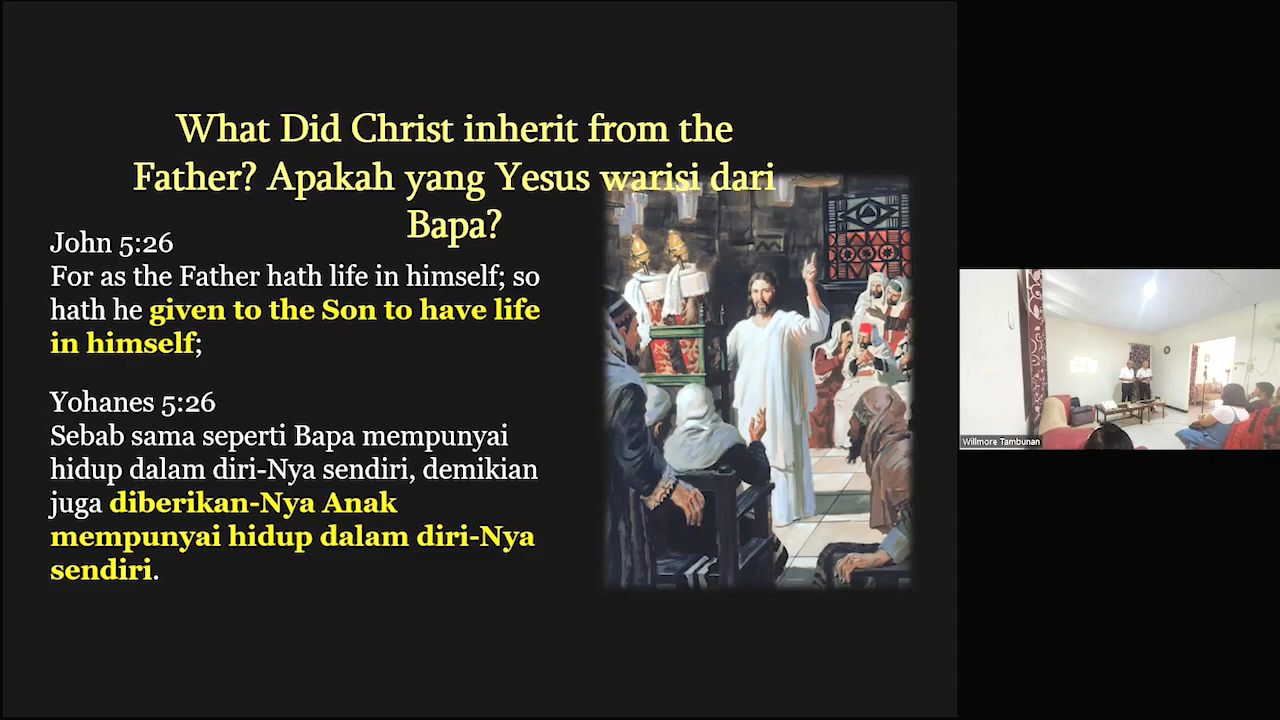 What Did Christ inherit from the
Father? Apakah yang Yesus warisi dari
Bapa?
John 5:26
For as the Father hath life in himself; so
hath he given to the Son to have life
in himself;
Yohanes 5:26
Sebab sama seperti Bapa mempunyai
hidup dalam diri-Nya sendiri, demikian
juga diberikan-Nya Anak
mempunyai hidup dalam diri-Nya
sendiri.
Willmore Tambunan